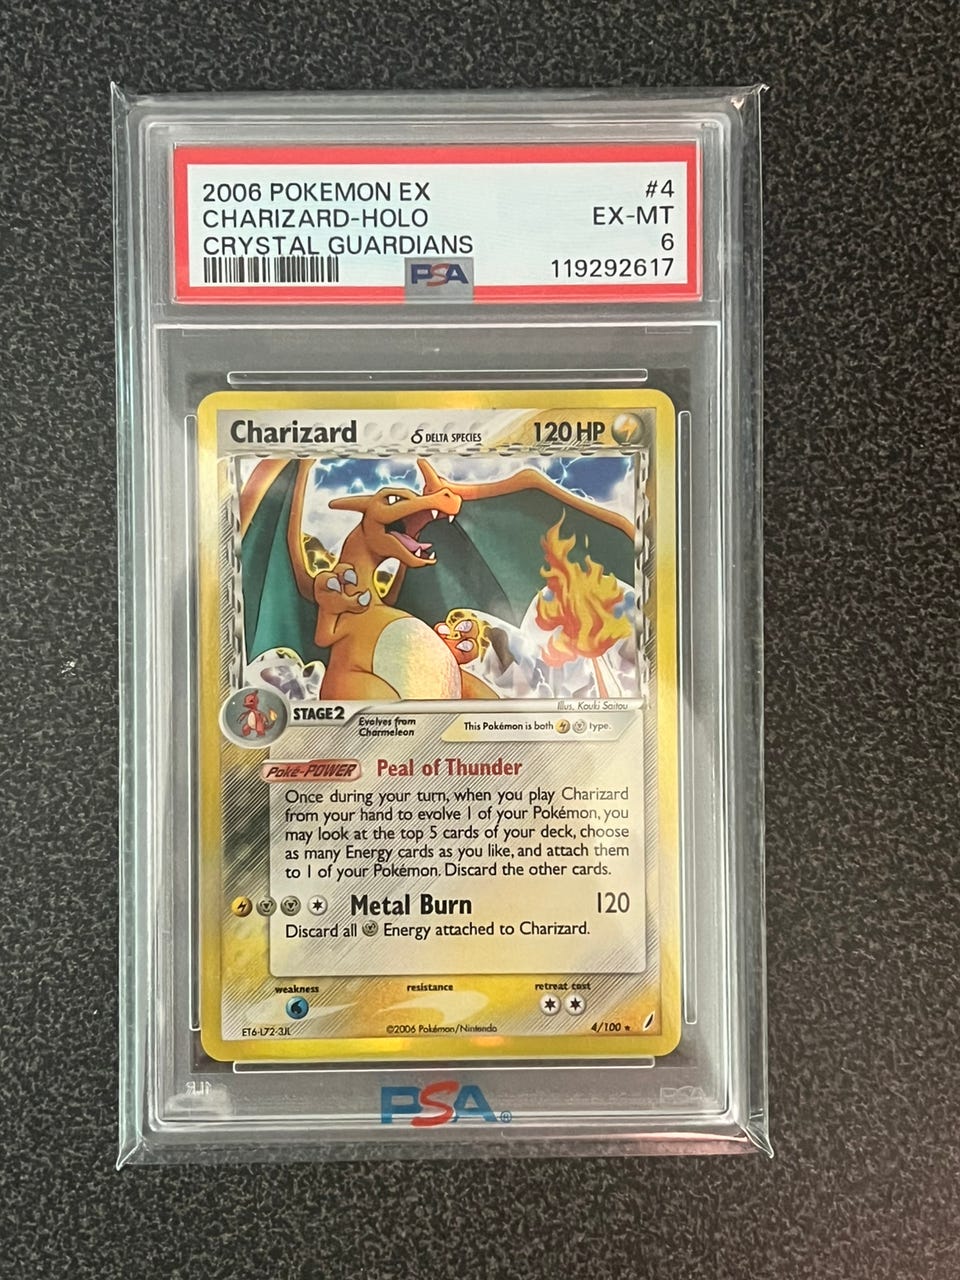 2006 POKEMON EX #4
CHARIZARD-HOLO EX-MT
CRYSTAL GUARDIANS 6
PSA 119292617
Charizard δ DELTA SPECIES 120 HP
Illus. Kouki Saitou
STAGE2 Evolves from Charmeleon This Pokémon is both type.
Poké-POWER Peal of Thunder
Once during your turn, when you play Charizard
from your hand to evolve 1 of your Pokémon, you
may look at the top 5 cards of your deck, choose
as many Energy cards as you like, and attach them
to 1 of your Pokémon. Discard the other cards.
Metal Burn 120
Discard all Energy attached to Charizard.
weakness resistance retreat cost
ET6-L72-3JL ©2006 Pokémon/Nintendo 4/100 ★
PSA®
PSA